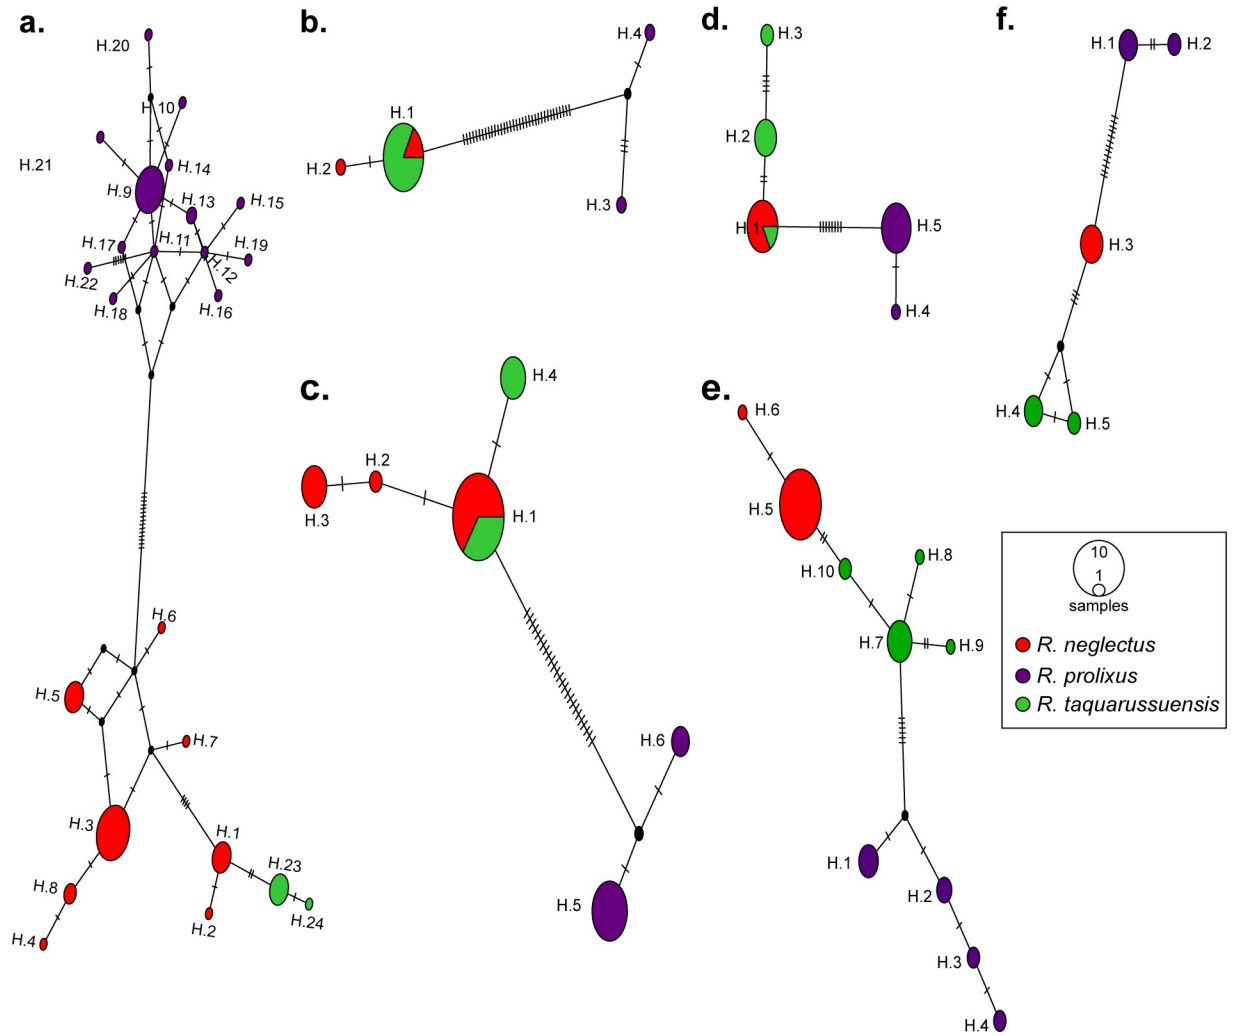 a.
H.20
H.10
H.21
H.14
H.9
H.13
H.15
H.17
H.11
H.19
H.12
H.22
H.18
H.16
H.6
H.5
H.7
H.3
H.1
H.23
H.8
H.24
H.2
H.4
b.
H.4
H.1
H.2
H.3
c.
H.4
H.2
H.1
H.3
H.6
H.5
d.
H.3
H.2
H.1
H.5
H.4
e.
H.6
H.5
H.8
H.10
H.7
H.9
H.1
H.2
H.3
H.4
f.
H.1
H.2
H.3
H.4
H.5
10
1
samples
R. neglectus
R. prolixus
R. taquarussuensis